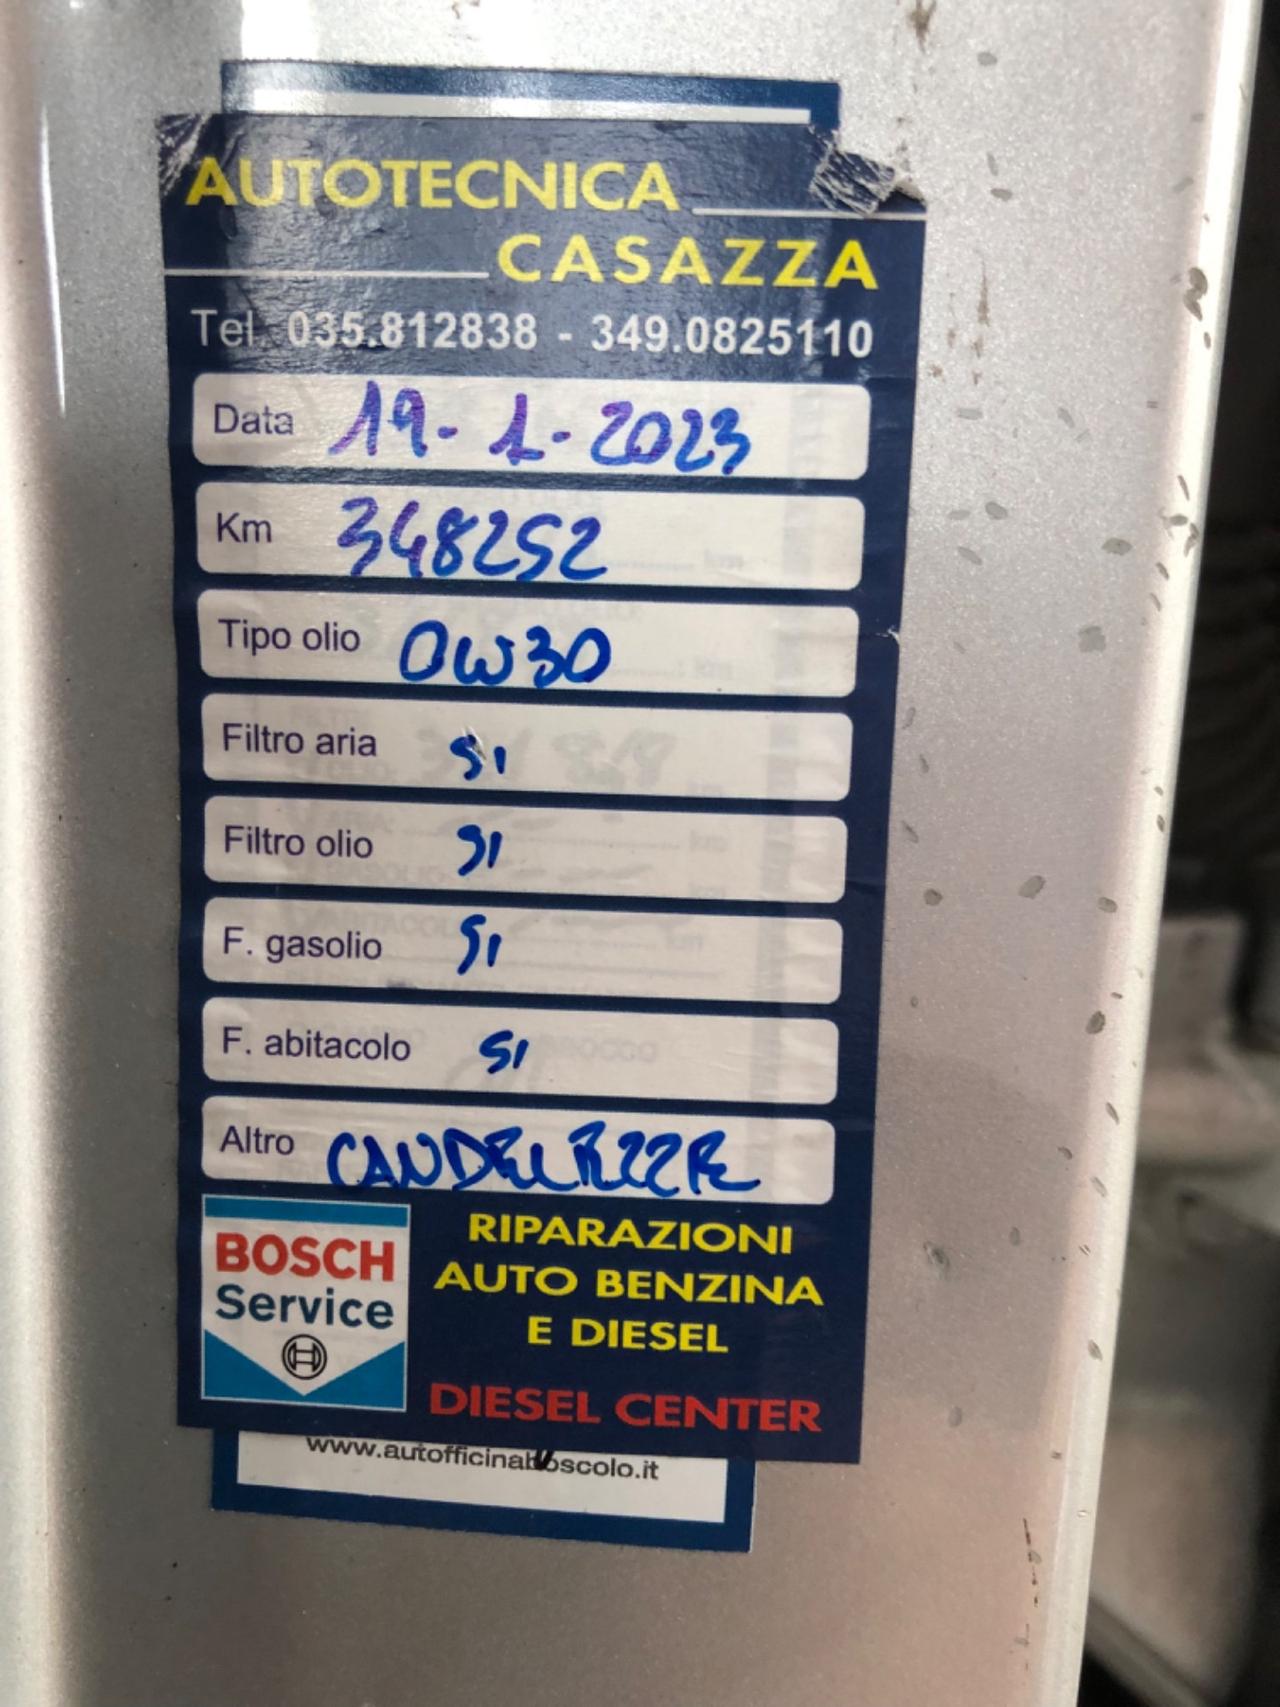 AUTOTECNICA
CASAZZA
Tel. 035.812838 - 349.0825110
Data 19-1-2023
Km 348252
Tipo olio 0W30
Filtro aria SI
Filtro olio SI
F. gasolio SI
F. abitacolo SI
Altro CANDELEZZE
BOSCH
Service
RIPARAZIONI
AUTO BENZINA
E DIESEL
DIESEL CENTER
www.autofficinaboscolo.it